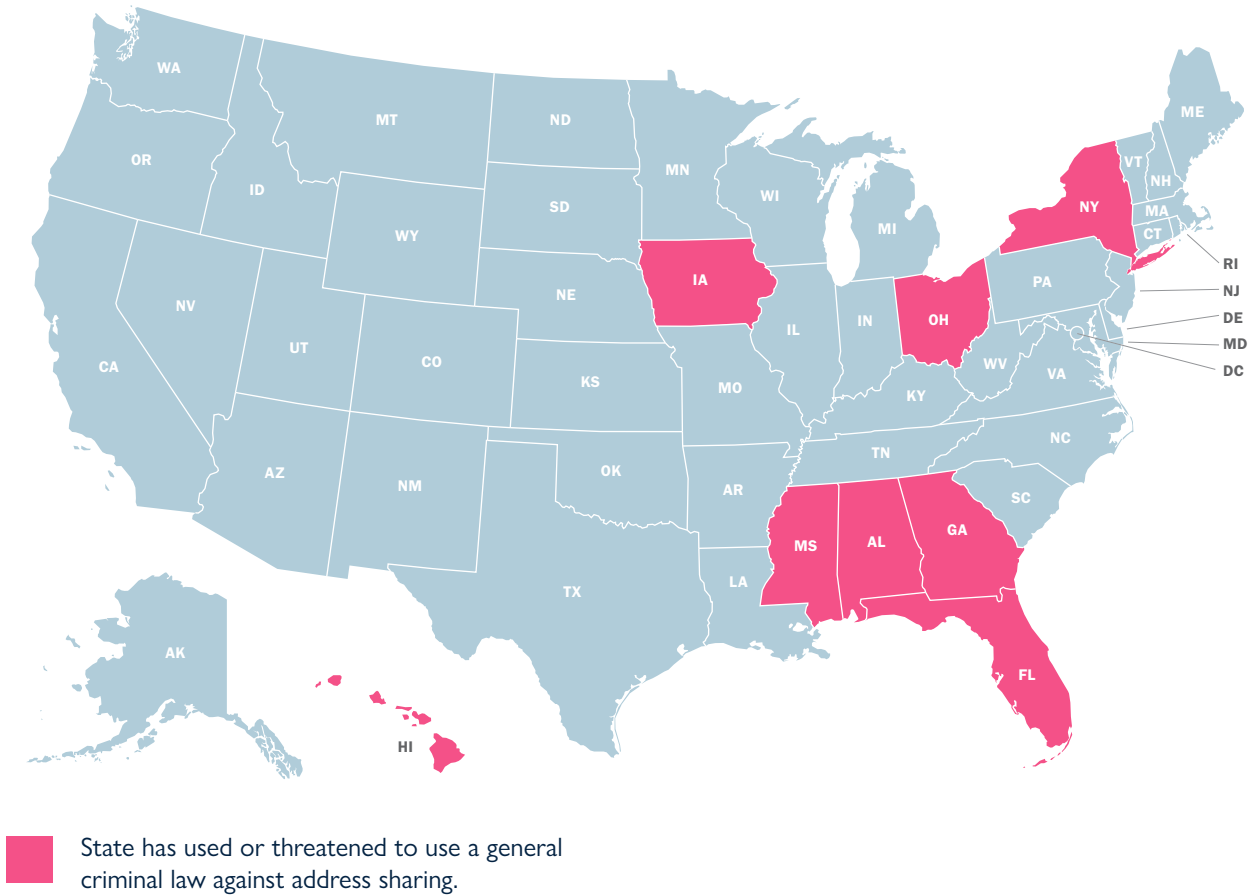 WA
MT
ND
MN
ME
OR
ID
SD
WI
VT
NH
NY
MA
CT
MI
WY
RI
IA
PA
NJ
NE
NV
OH
DE
IL
IN
UT
MD
CO
DC
WV
VA
CA
KS
MO
KY
NC
TN
AZ
NM
OK
AR
SC
GA
MS
AL
LA
TX
AK
FL
HI
State has used or threatened to use a general
criminal law against address sharing.